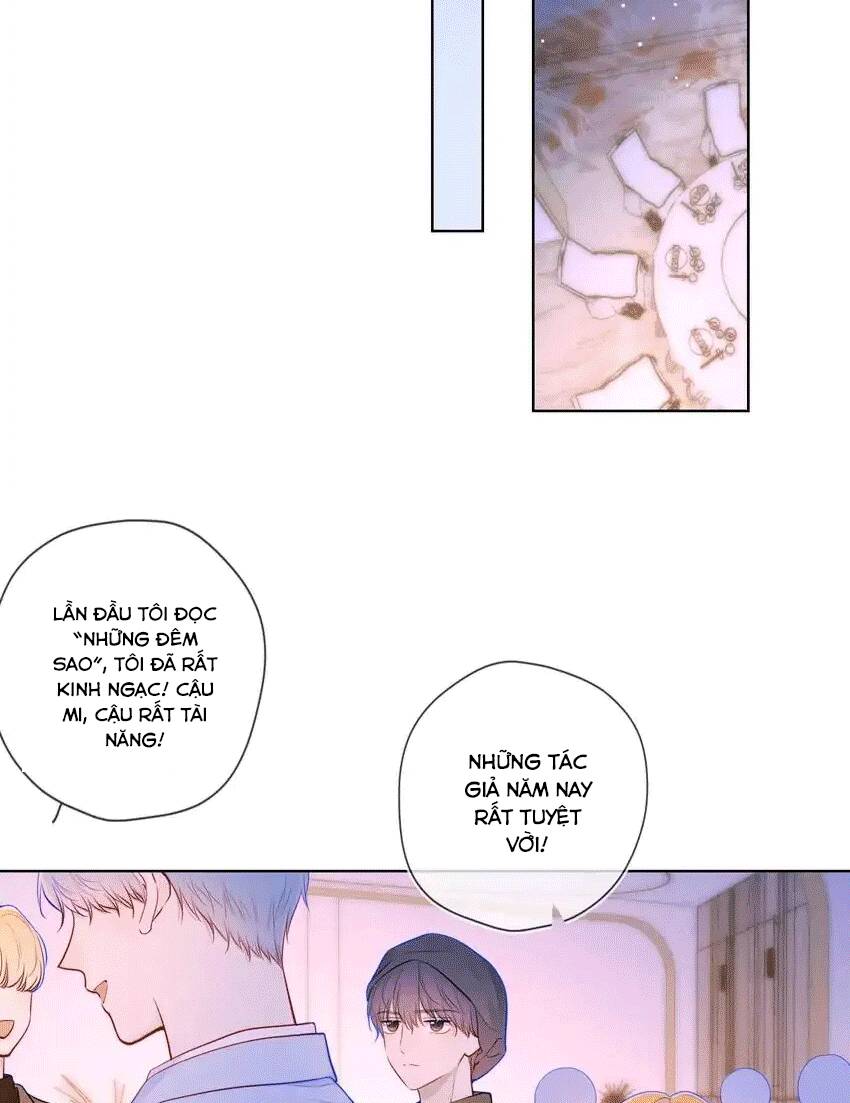 LẦN ĐẦU TÔI ĐỌC
“NHỮNG ĐÊM
SAO”, TÔI ĐÃ RẤT
KINH NGẠC! CẬU
MI, CẬU RẤT TÀI
NĂNG!
NHỮNG TÁC
GIẢ NĂM NAY
RẤT TUYỆT
VỜI!